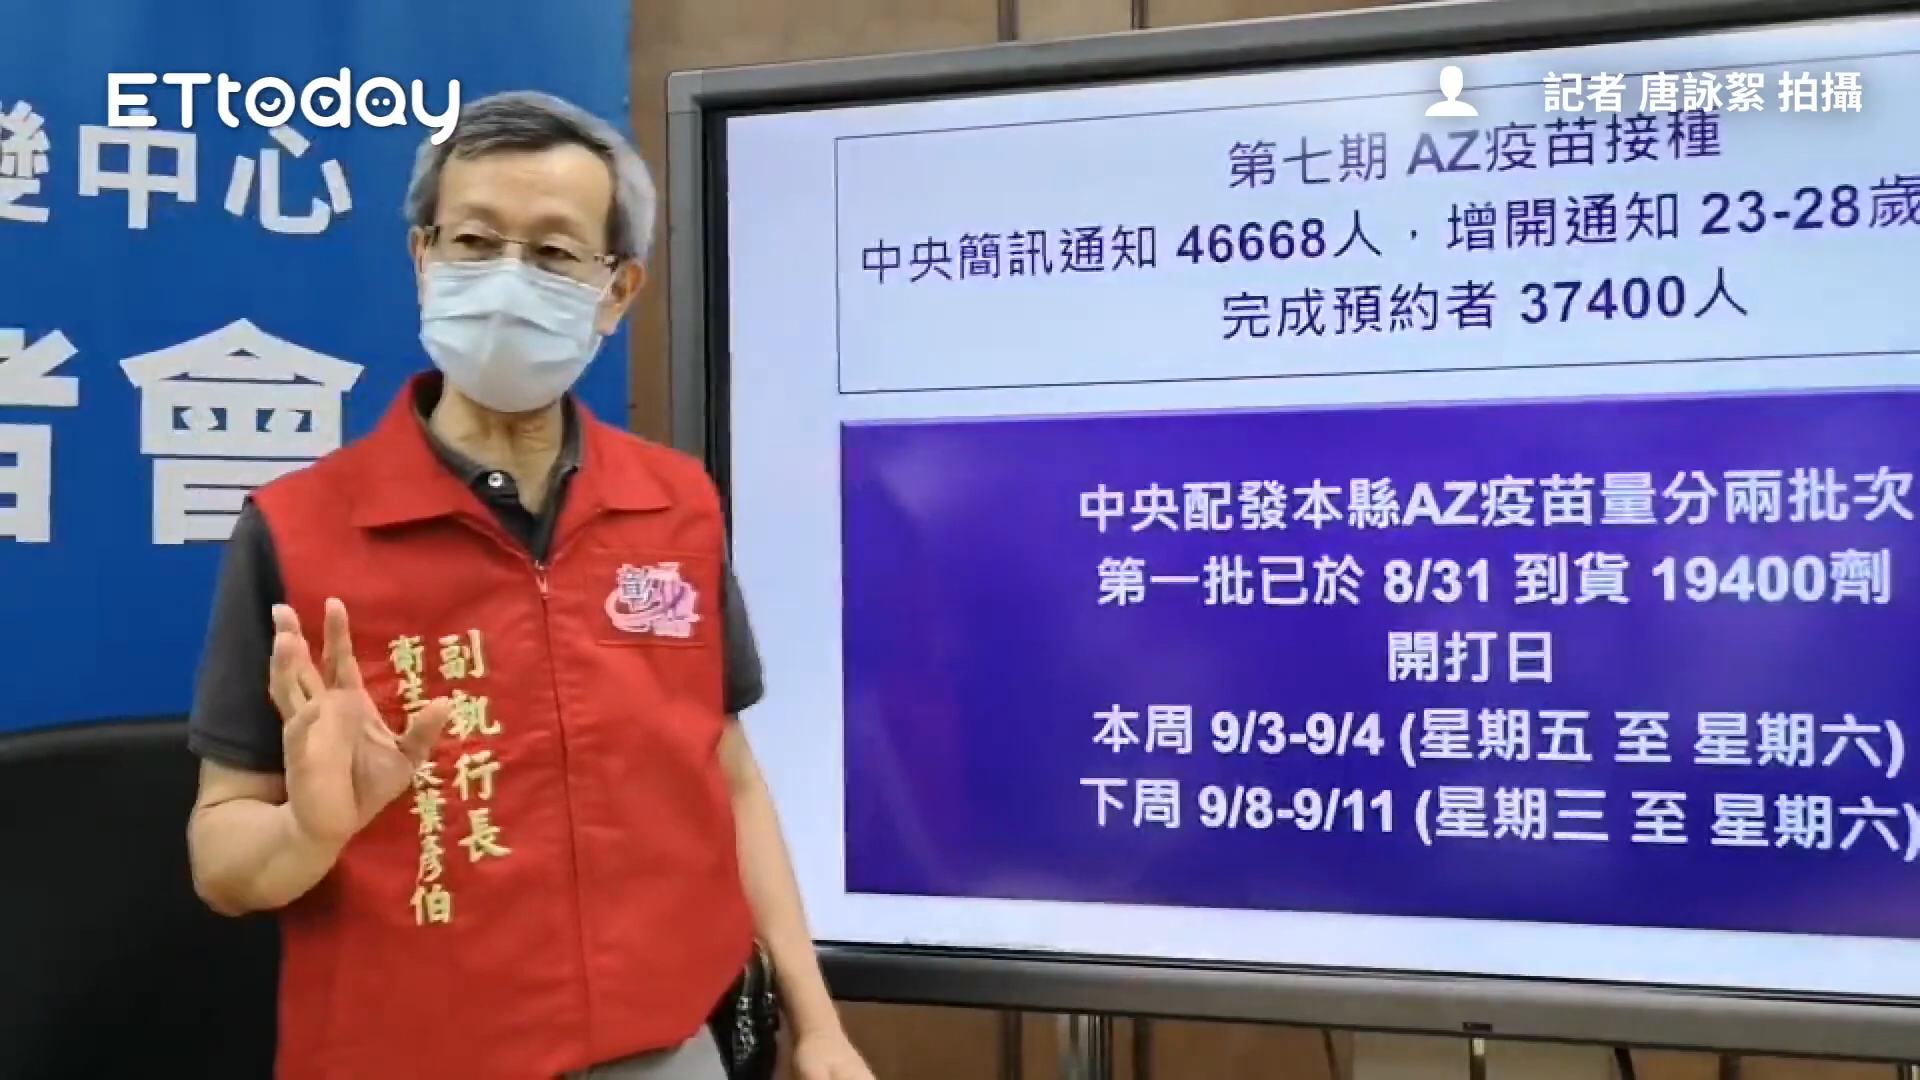 ETtoday
記者 唐詠絮 拍攝
變中心
者會
第七期 AZ疫苗接種
中央簡訊通知 46668人，增開通知 23-28歲
完成預約者 37400人
中央配發本縣AZ疫苗量分兩批次
第一批已於 8/31 到貨 19400劑
開打日
本周 9/3-9/4 (星期五 至 星期六)
下周 9/8-9/11 (星期三 至 星期六)
副執行長
衛生局長葉彥伯
彰化